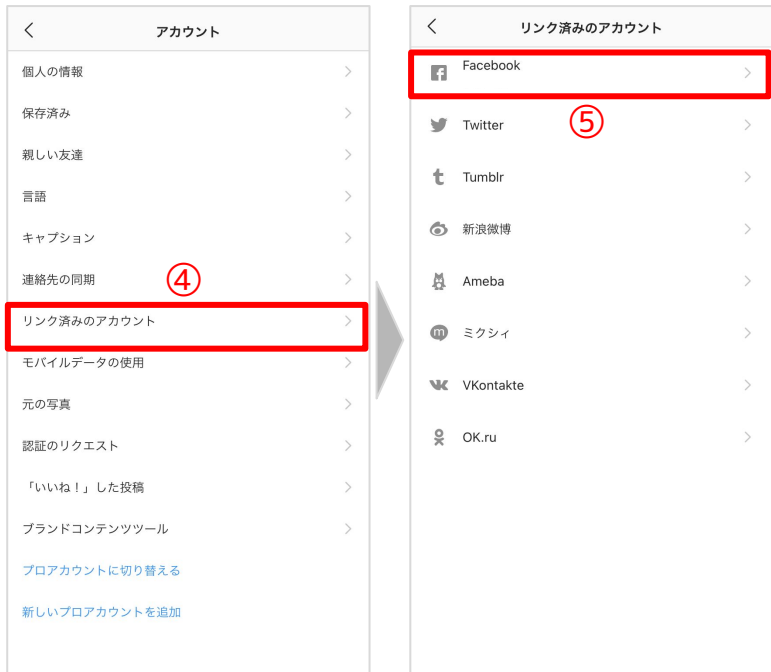 アカウント
個人の情報
保存済み
親しい友達
言語
キャプション
連絡先の同期
④
リンク済みのアカウント
モバイルデータの使用
元の写真
認証のリクエスト
「いいね！」した投稿
ブランドコンテンツツール
プロアカウントに切り替える
新しいプロアカウントを追加
リンク済みのアカウント
Facebook
⑤
Twitter
Tumblr
新浪微博
Ameba
ミクシィ
VKontakte
OK.ru